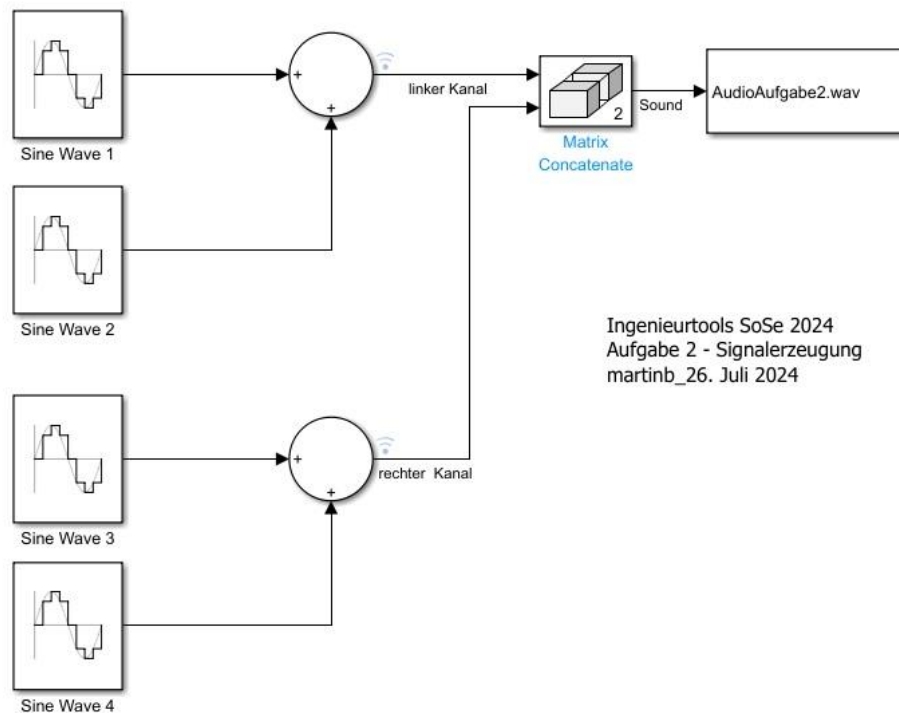 Sine Wave 1
linker Kanal
2
Matrix
Concatenate
Sound
AudioAufgabe2.wav
Sine Wave 2
Ingenieurtools SoSe 2024
Aufgabe 2 - Signalerzeugung
martinb_26. Juli 2024
Sine Wave 3
rechter Kanal
Sine Wave 4